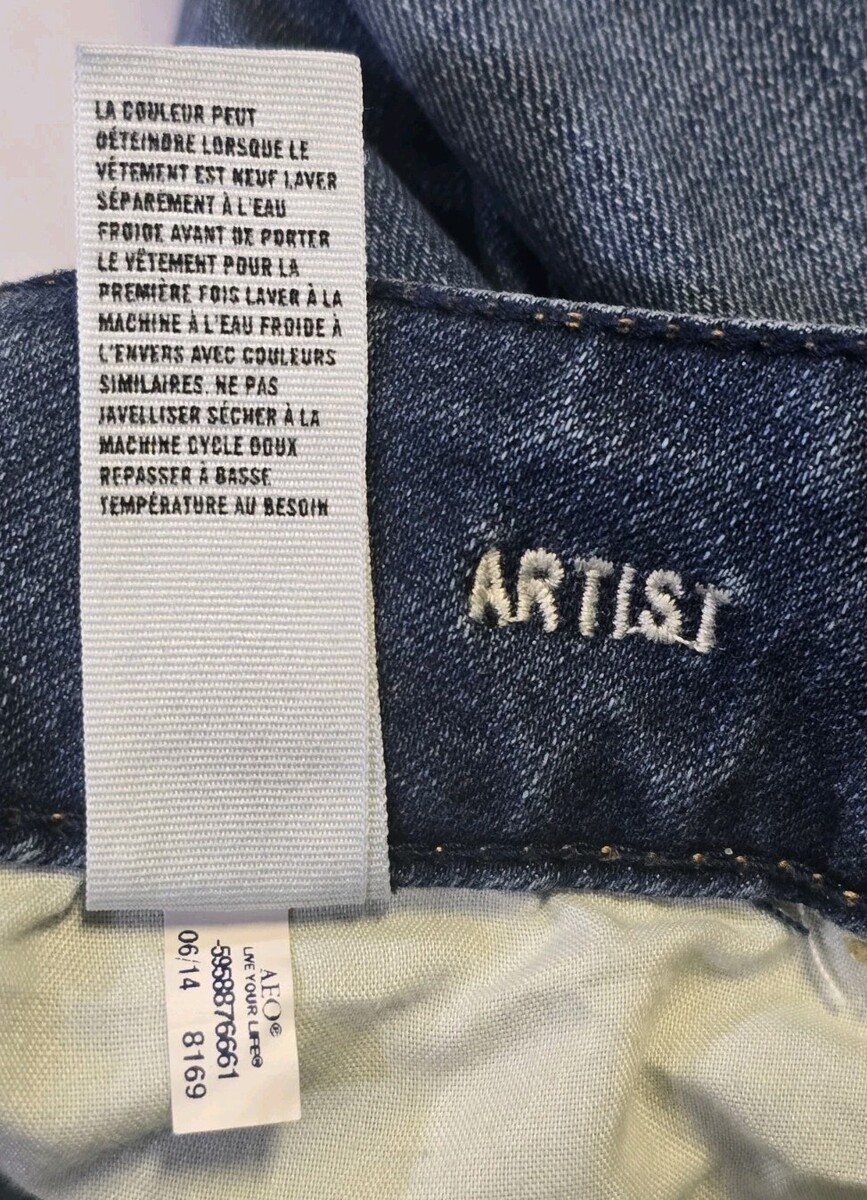 LA COULEUR PEUT
DÉTEINDRE LORSQUE LE
VÊTEMENT EST NEUF LAVER
SÉPARÉMENT À L'EAU
FROIDE AVANT DE PORTER
LE VÊTEMENT POUR LA
PREMIÈRE FOIS LAVER À LA
MACHINE À L'EAU FROIDE À
L'ENVERS AVEC COULEURS
SIMILAIRES. NE PAS
JAVELLISER SÉCHER À LA
MACHINE CYCLE DOUX
REPASSER À BASSE
TEMPÉRATURE AU BESOIN
ARTIST
AEO®
LIVE YOUR LIFE®
-5958876661
06/14 8169